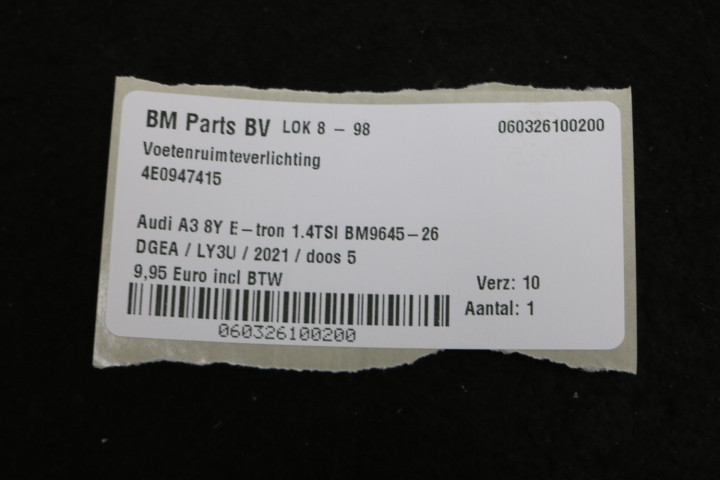 BM Parts BV LOK 8 - 98 060326100200
Voetenruimteverlichting
4E0947415
Audi A3 8Y E-tron 1.4TSI BM9645-26
DGEA / LY3U / 2021 / doos 5
9,95 Euro incl BTW Verz: 10
Aantal: 1
060326100200